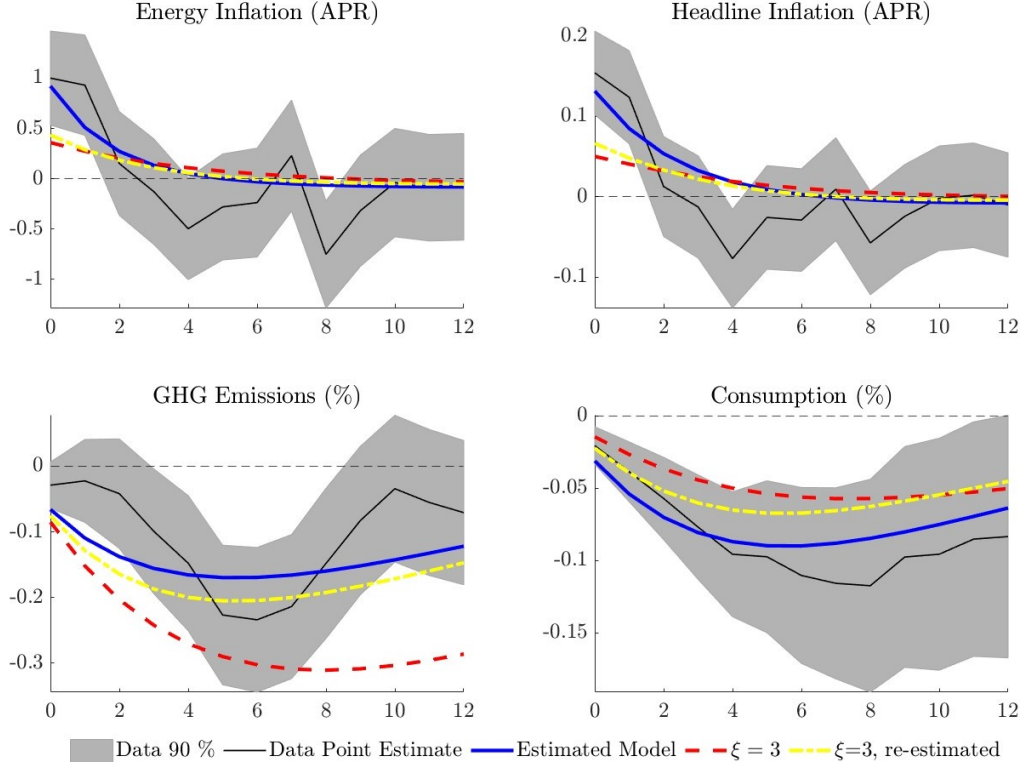 Energy Inflation (APR)
1
0.5
0
-0.5
-1
0 2 4 6 8 10 12
Headline Inflation (APR)
0.2
0.1
0
-0.1
0 2 4 6 8 10 12
GHG Emissions (%)
0
-0.1
-0.2
-0.3
0 2 4 6 8 10 12
Consumption (%)
0
-0.05
-0.1
-0.15
0 2 4 6 8 10 12
Data 90 % Data Point Estimate Estimated Model ξ = 3 ξ=3, re-estimated